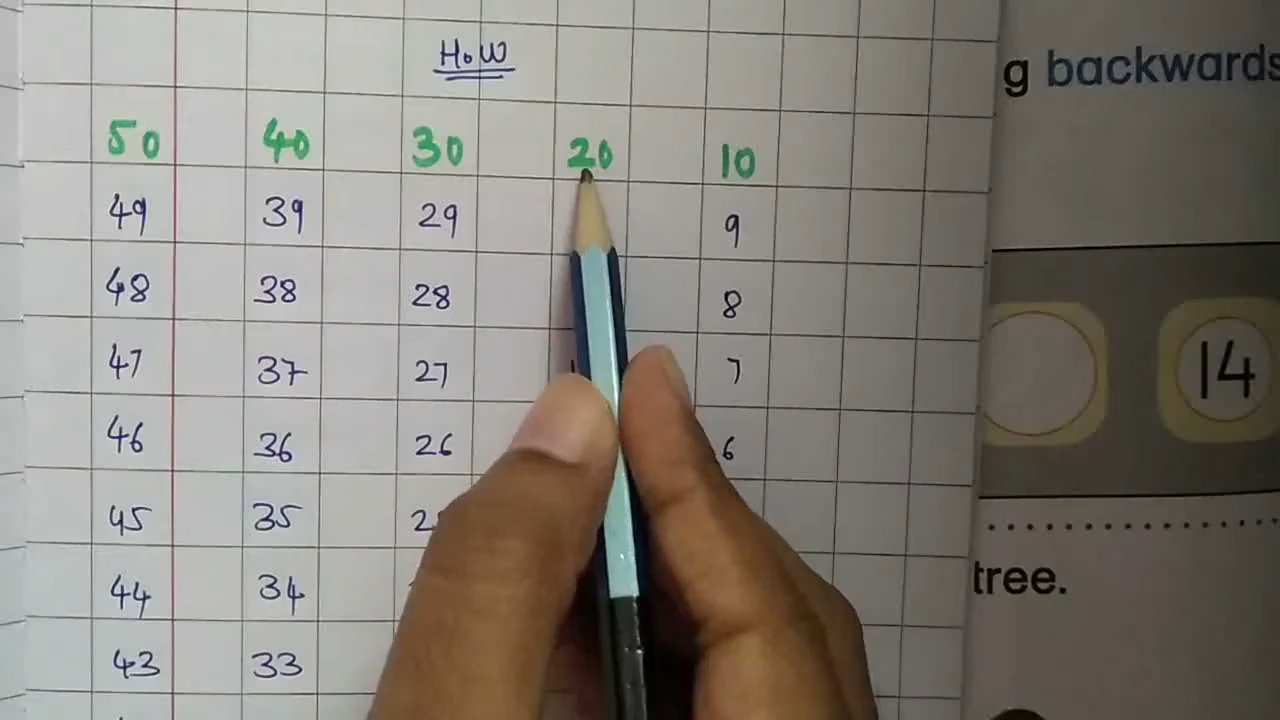 HoW
50 40 30 20 10
49 39 29 9
48 38 28 8
47 37 27 7
46 36 26 6
45 35
44 34
43 33
g backwards
14
tree.